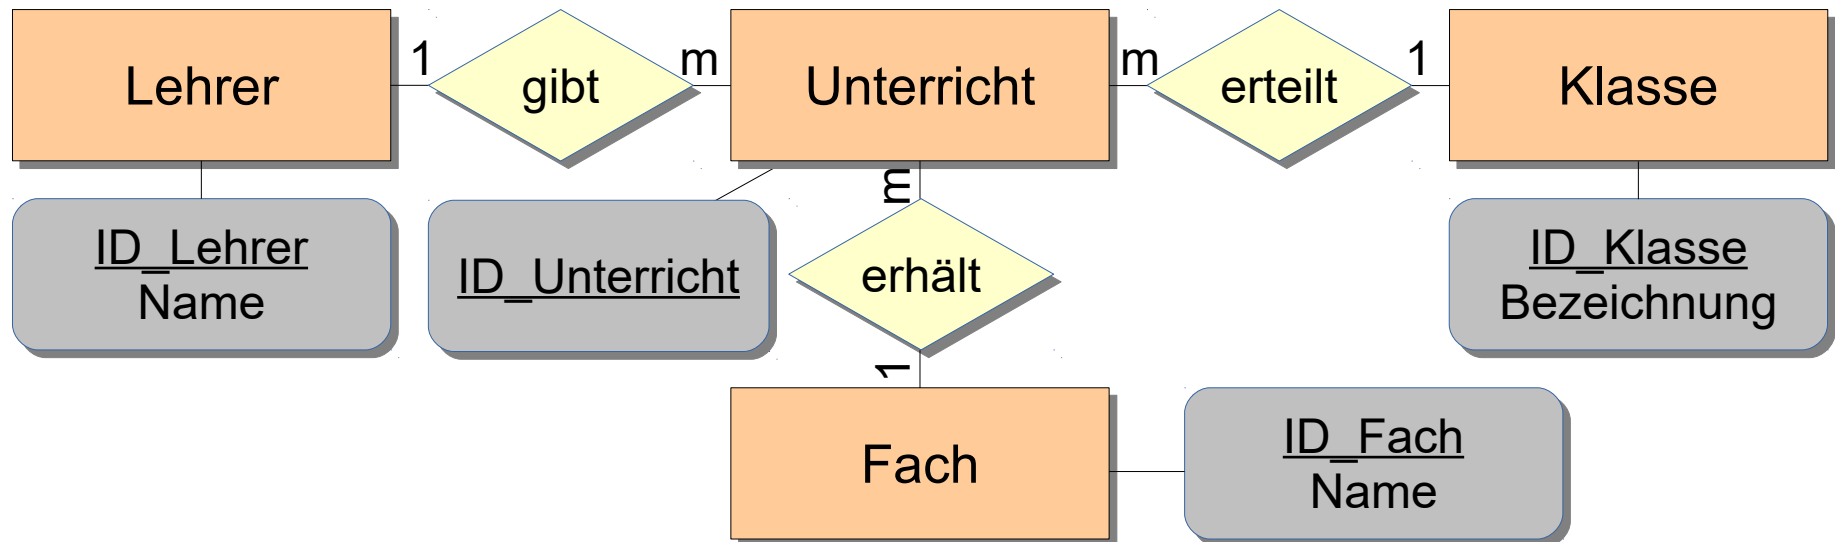 Lehrer
1
gibt
m
Unterricht
m
erteilt
1
Klasse
ID_Lehrer
Name
ID_Unterricht
m
erhält
1
ID_Klasse
Bezeichnung
Fach
ID_Fach
Name